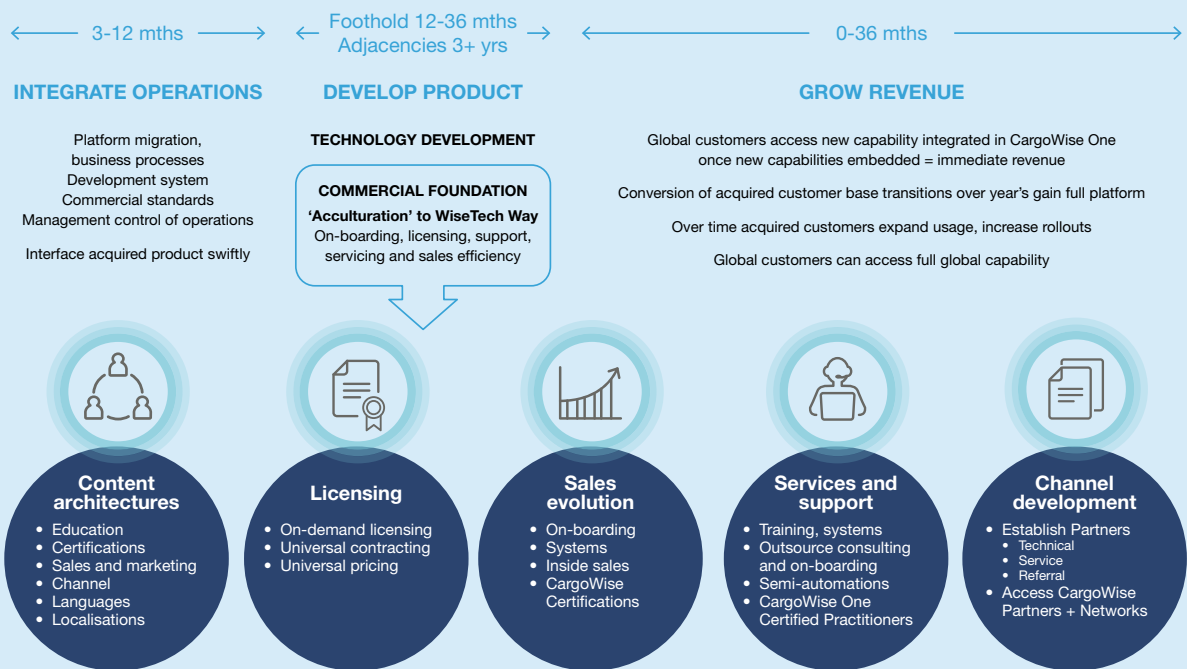 3-12 mths
Foothold 12-36 mths
Adjacencies 3+ yrs
0-36 mths
INTEGRATE OPERATIONS
Platform migration,
business processes
Development system
Commercial standards
Management control of operations
Interface acquired product swiftly
DEVELOP PRODUCT
TECHNOLOGY DEVELOPMENT
COMMERCIAL FOUNDATION
‘Acculturation’ to WiseTech Way
On-boarding, licensing, support,
servicing and sales efficiency
GROW REVENUE
Global customers access new capability integrated in CargoWise One
once new capabilities embedded = immediate revenue
Conversion of acquired customer base transitions over year’s gain full platform
Over time acquired customers expand usage, increase rollouts
Global customers can access full global capability
Content
architectures
• Education
• Certifications
• Sales and marketing
• Channel
• Languages
• Localisations
Licensing
• On-demand licensing
• Universal contracting
• Universal pricing
Sales
evolution
• On-boarding
• Systems
• Inside sales
• CargoWise
Certifications
Services and
support
• Training, systems
• Outsource consulting
and on-boarding
• Semi-automations
• CargoWise One
Certified Practitioners
Channel
development
• Establish Partners
• Technical
• Service
• Referral
• Access CargoWise
Partners + Networks